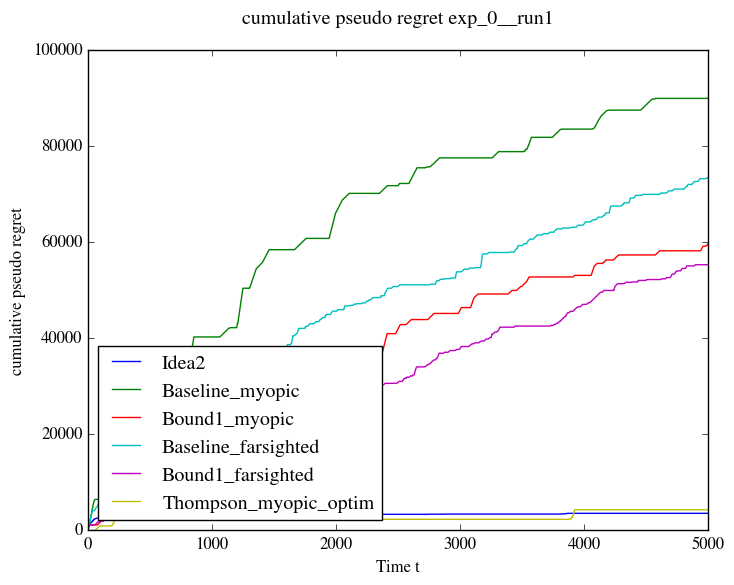 cumulative pseudo regret exp_0__run1
100000
80000
60000
40000
20000
0
cumulative pseudo regret
Idea2
Baseline_myopic
Bound1_myopic
Baseline_farsighted
Bound1_farsighted
Thompson_myopic_optim
0 1000 2000 3000 4000 5000
Time t